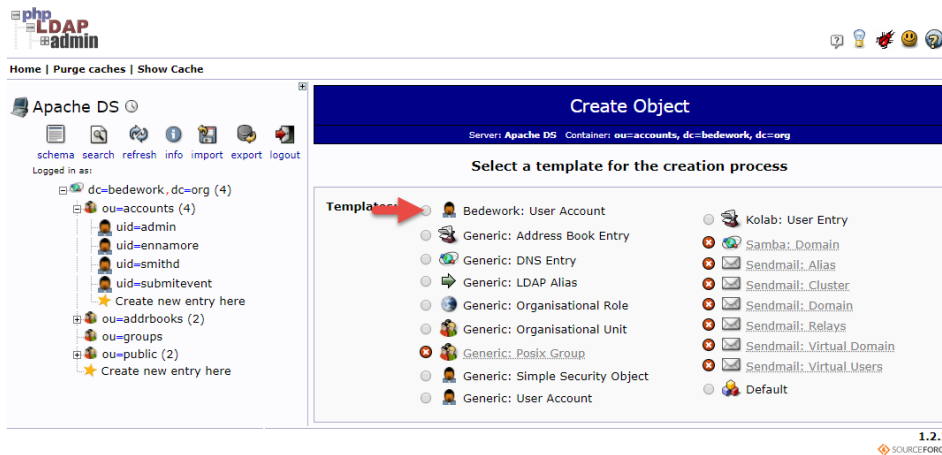 php
LDAP
admin
Home | Purge caches | Show Cache
Apache DS
schema search refresh info import export logout
Logged in as:
dc=bedework,dc=org (4)
ou=accounts (4)
uid=admin
uid=ennamore
uid=smithd
uid=submitevent
Create new entry here
ou=addrbooks (2)
ou=groups
ou=public (2)
Create new entry here
Create Object
Server: Apache DS Container: ou=accounts, dc=bedework, dc=org
Select a template for the creation process
Templates:
Bedework: User Account
Generic: Address Book Entry
Generic: DNS Entry
Generic: LDAP Alias
Generic: Organisational Role
Generic: Organisational Unit
Generic: Posix Group
Generic: Simple Security Object
Generic: User Account
Kolab: User Entry
Samba: Domain
Sendmail: Alias
Sendmail: Cluster
Sendmail: Domain
Sendmail: Relays
Sendmail: Virtual Domain
Sendmail: Virtual Users
Default
1.2.
SOURCEFORG